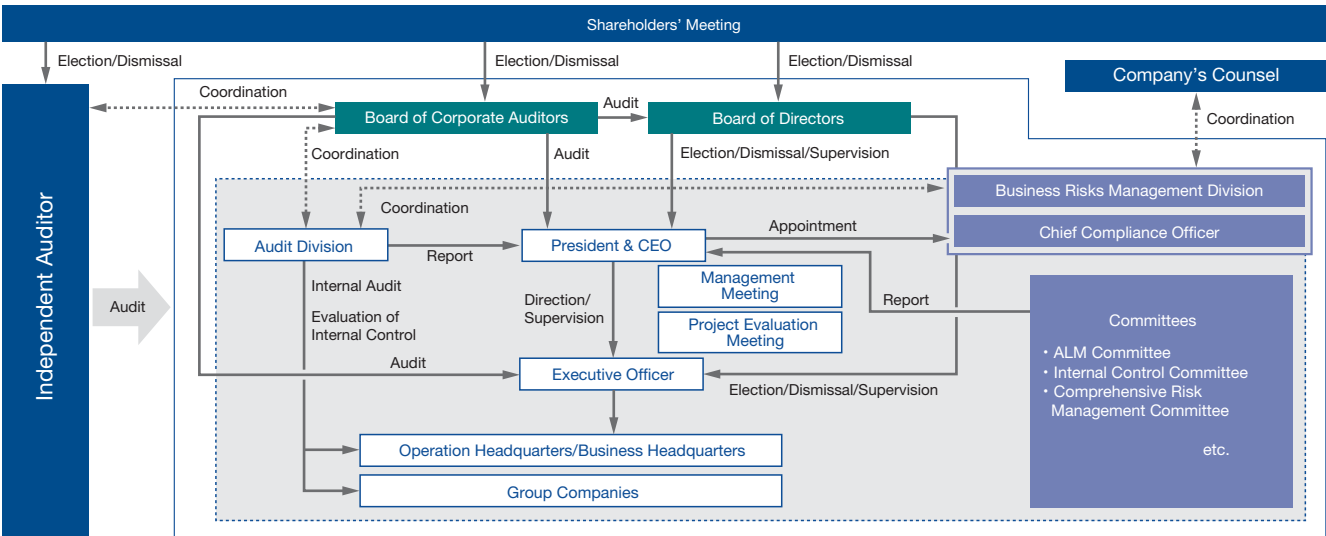 Shareholders' Meeting
Election/Dismissal
Election/Dismissal
Election/Dismissal
Company's Counsel
Coordination
Coordination
Board of Corporate Auditors
Audit
Board of Directors
Coordination
Audit
Election/Dismissal/Supervision
Business Risks Management Division
Chief Compliance Officer
Coordination
Appointment
Audit Division
Report
President & CEO
Independent Auditor
Audit
Internal Audit
Evaluation of
Internal Control
Direction/
Supervision
Management
Meeting
Project Evaluation
Meeting
Report
Committees
・ALM Committee
・Internal Control Committee
・Comprehensive Risk
Management Committee
etc.
Audit
Executive Officer
Election/Dismissal/Supervision
Operation Headquarters/Business Headquarters
Group Companies